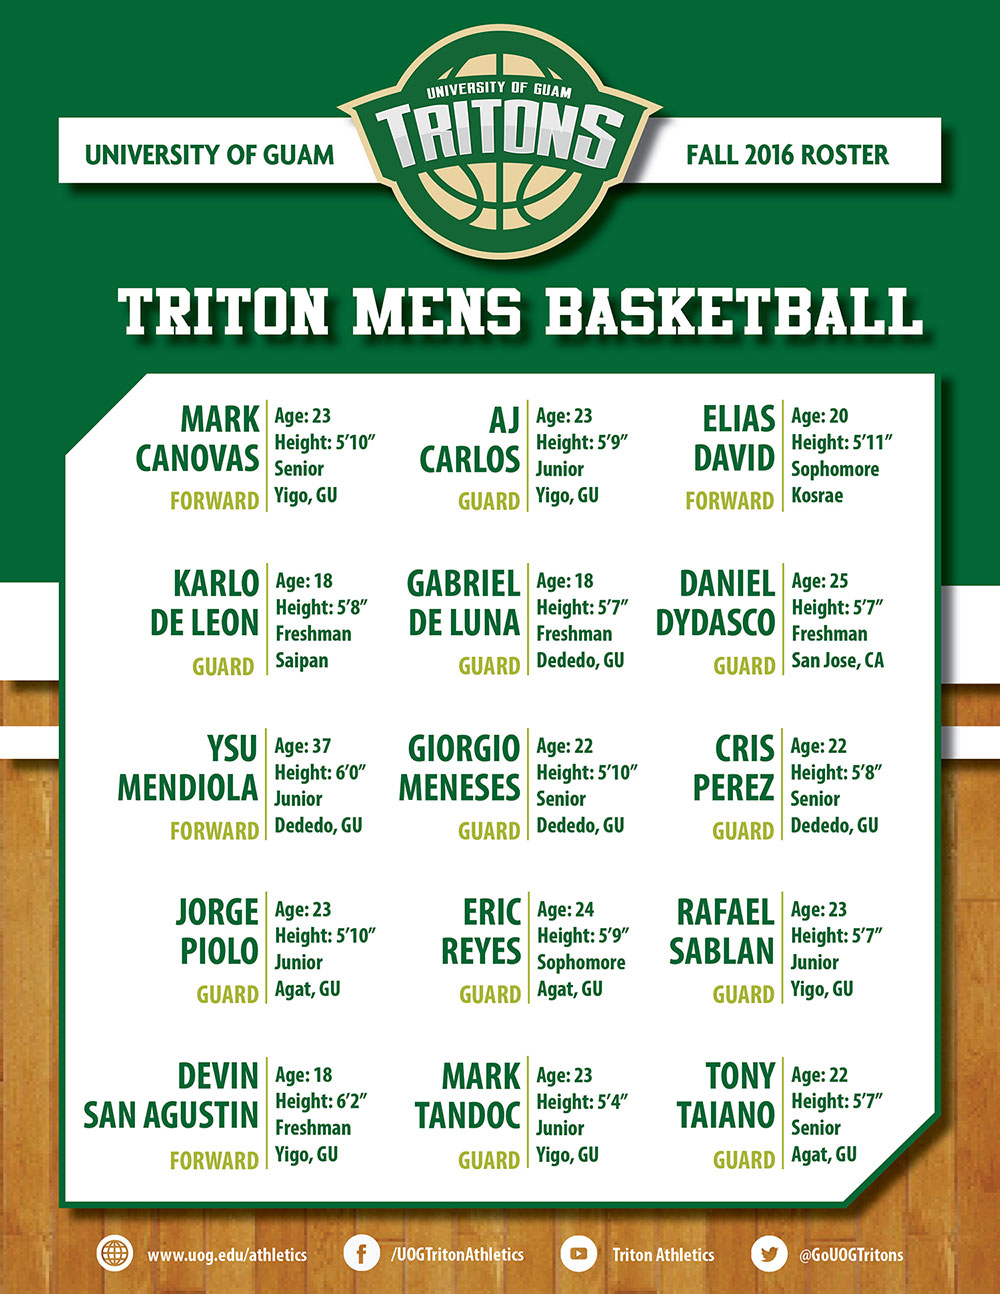 UNIVERSITY OF GUAM
TRITONS
UNIVERSITY OF GUAM
FALL 2016 ROSTER
TRITON MENS BASKETBALL
MARK
CANOVAS
FORWARD
Age: 23
Height: 5’10”
Senior
Yigo, GU
AJ
CARLOS
GUARD
Age: 23
Height: 5’9”
Junior
Yigo, GU
ELIAS
DAVID
FORWARD
Age: 20
Height: 5’11”
Sophomore
Kosrae
KARLO
DE LEON
GUARD
Age: 18
Height: 5’8”
Freshman
Saipan
GABRIEL
DE LUNA
GUARD
Age: 18
Height: 5’7”
Freshman
Dededo, GU
DANIEL
DYDASCO
GUARD
Age: 25
Height: 5’7”
Freshman
San Jose, CA
YSU
MENDIOLA
FORWARD
Age: 37
Height: 6’0”
Junior
Dededo, GU
GIORGIO
MENESES
GUARD
Age: 22
Height: 5’10”
Senior
Dededo, GU
CRIS
PEREZ
GUARD
Age: 22
Height: 5’8”
Senior
Dededo, GU
JORGE
PIOLO
GUARD
Age: 23
Height: 5’10”
Junior
Agat, GU
ERIC
REYES
GUARD
Age: 24
Height: 5’9”
Sophomore
Agat, GU
RAFAEL
SABLAN
GUARD
Age: 23
Height: 5’7”
Junior
Yigo, GU
DEVIN
SAN AGUSTIN
FORWARD
Age: 18
Height: 6’2”
Freshman
Yigo, GU
MARK
TANDOC
GUARD
Age: 23
Height: 5’4”
Junior
Yigo, GU
TONY
TAIANO
GUARD
Age: 22
Height: 5’7”
Senior
Agat, GU
www.uog.edu/athletics
/UOGTritonAthletics
Triton Athletics
@GoUOGTritons